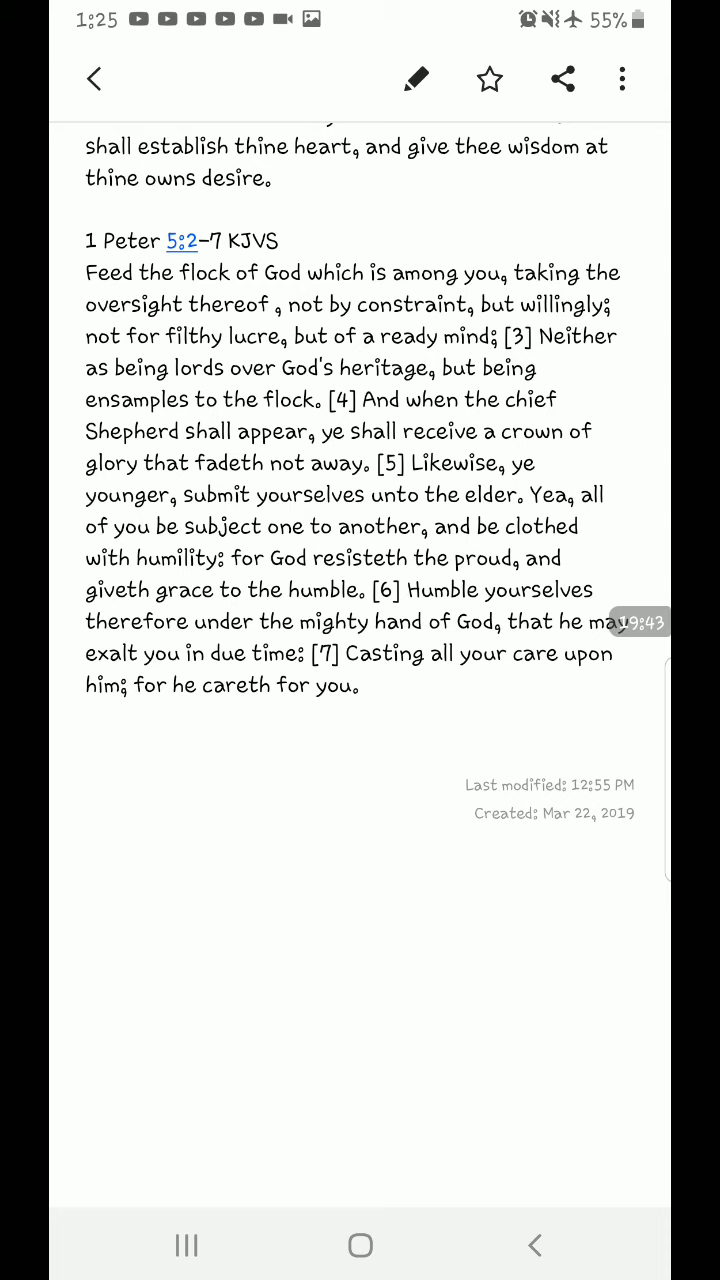 1:25 55%
shall establish thine heart, and give thee wisdom at
thine owns desire.
1 Peter 5:2-7 KJVS
Feed the flock of God which is among you, taking the
oversight thereof , not by constraint, but willingly;
not for filthy lucre, but of a ready mind; [3] Neither
as being lords over God's heritage, but being
ensamples to the flock. [4] And when the chief
Shepherd shall appear, ye shall receive a crown of
glory that fadeth not away. [5] Likewise, ye
younger, submit yourselves unto the elder. Yea, all
of you be subject one to another, and be clothed
with humility: for God resisteth the proud, and
giveth grace to the humble. [6] Humble yourselves
therefore under the mighty hand of God, that he may
19:43
exalt you in due time: [7] Casting all your care upon
him; for he careth for you.
Last modified: 12:55 PM
Created: Mar 22, 2019